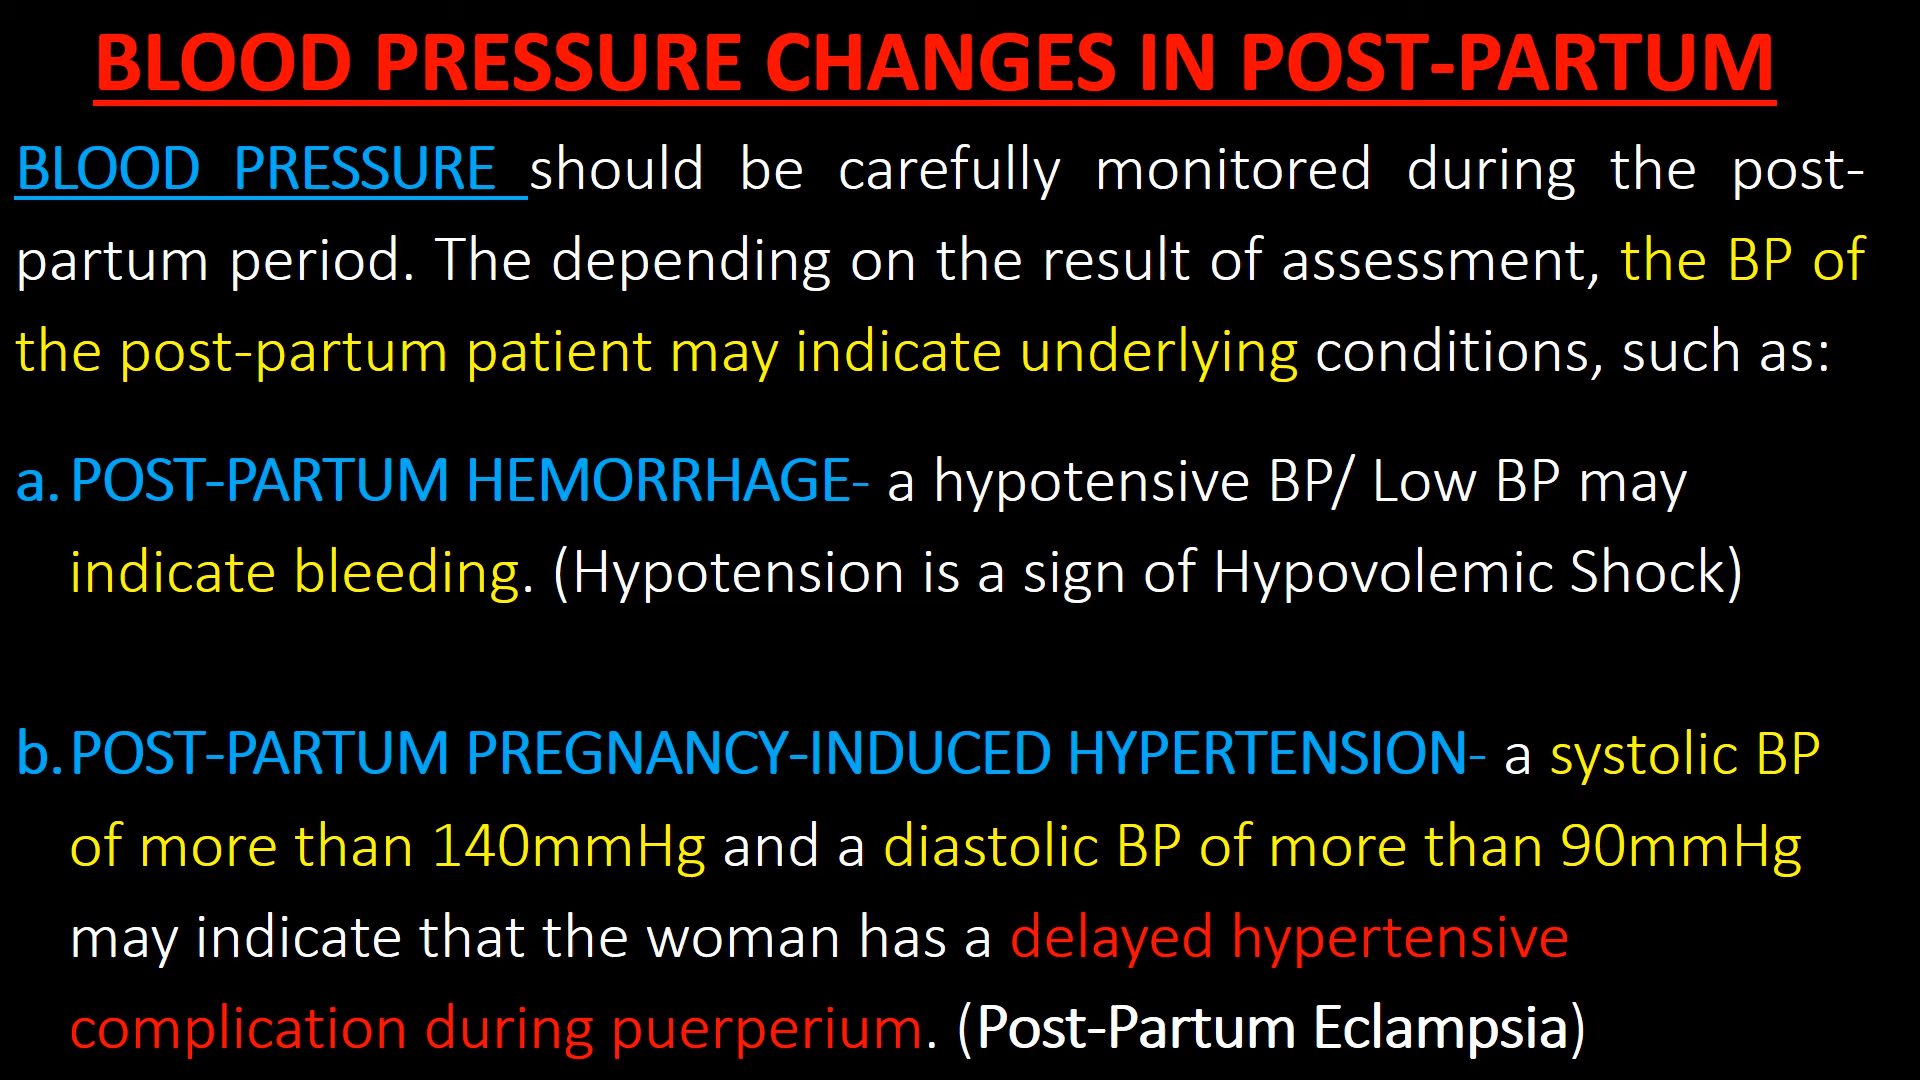 BLOOD PRESSURE CHANGES IN POST-PARTUM
BLOOD PRESSURE should be carefully monitored during the post-
partum period. The depending on the result of assessment, the BP of
the post-partum patient may indicate underlying conditions, such as:
a. POST-PARTUM HEMORRHAGE- a hypotensive BP/ Low BP may
indicate bleeding. (Hypotension is a sign of Hypovolemic Shock)
b. POST-PARTUM PREGNANCY-INDUCED HYPERTENSION- a systolic BP
of more than 140mmHg and a diastolic BP of more than 90mmHg
may indicate that the woman has a delayed hypertensive
complication during puerperium. (Post-Partum Eclampsia)